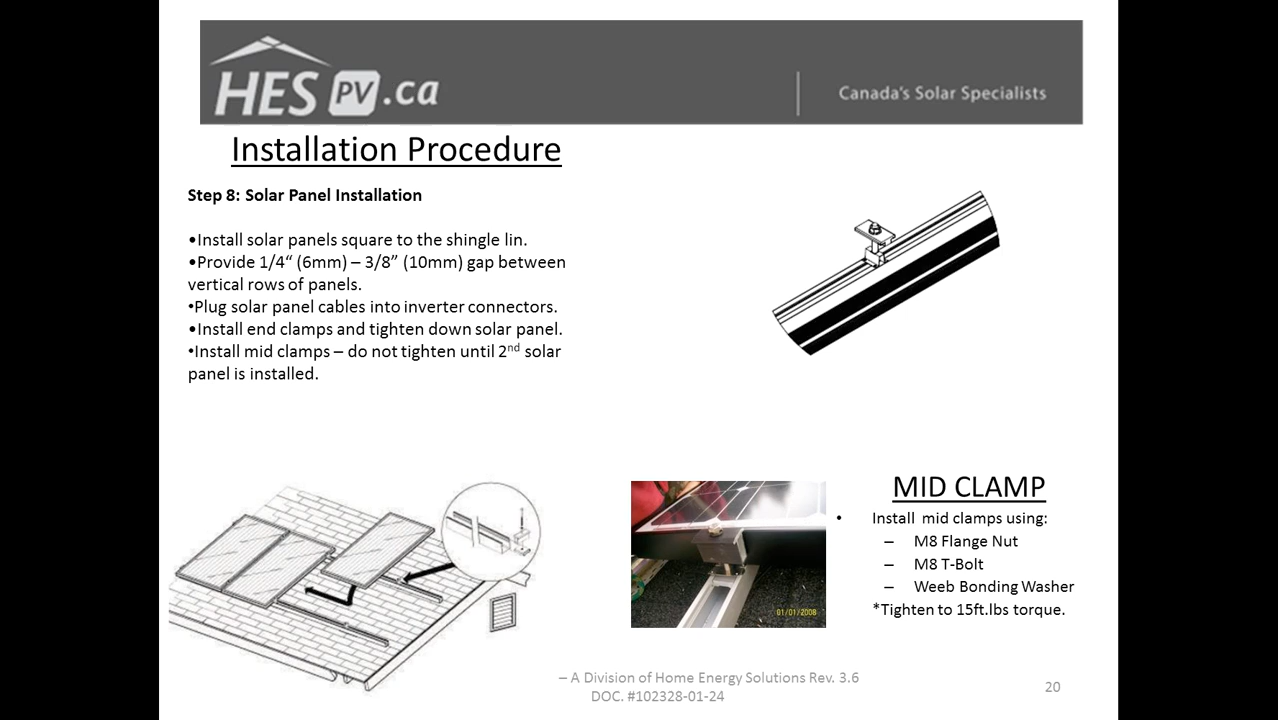 HES PV.ca
Canada's Solar Specialists
Installation Procedure
Step 8: Solar Panel Installation
•Install solar panels square to the shingle lin.
•Provide 1/4“ (6mm) – 3/8” (10mm) gap between
vertical rows of panels.
•Plug solar panel cables into inverter connectors.
•Install end clamps and tighten down solar panel.
•Install mid clamps – do not tighten until 2nd solar
panel is installed.
MID CLAMP
• Install mid clamps using:
– M8 Flange Nut
– M8 T-Bolt
– Weeb Bonding Washer
*Tighten to 15ft.lbs torque.
01/01/2008
– A Division of Home Energy Solutions Rev. 3.6
DOC. #102328-01-24
20